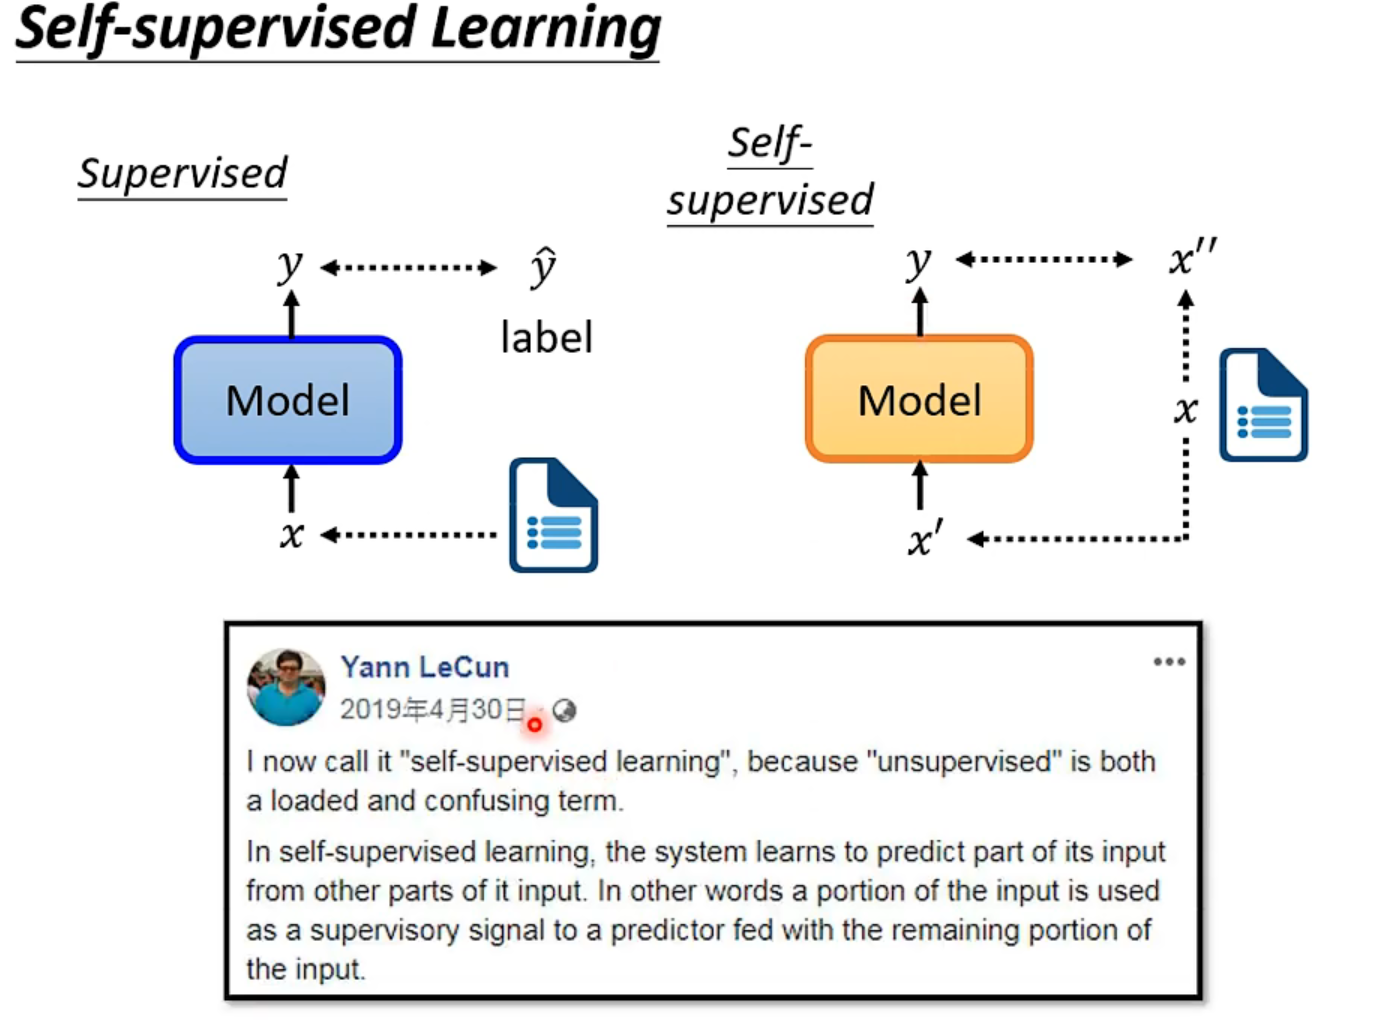 Self-supervised Learning
Supervised
y
ŷ
label
Model
x
Self-
supervised
y
x′′
Model
x
x′
Yann LeCun
2019年4月30日 ·
I now call it "self-supervised learning", because "unsupervised" is both
a loaded and confusing term.
In self-supervised learning, the system learns to predict part of its input
from other parts of it input. In other words a portion of the input is used
as a supervisory signal to a predictor fed with the remaining portion of
the input.